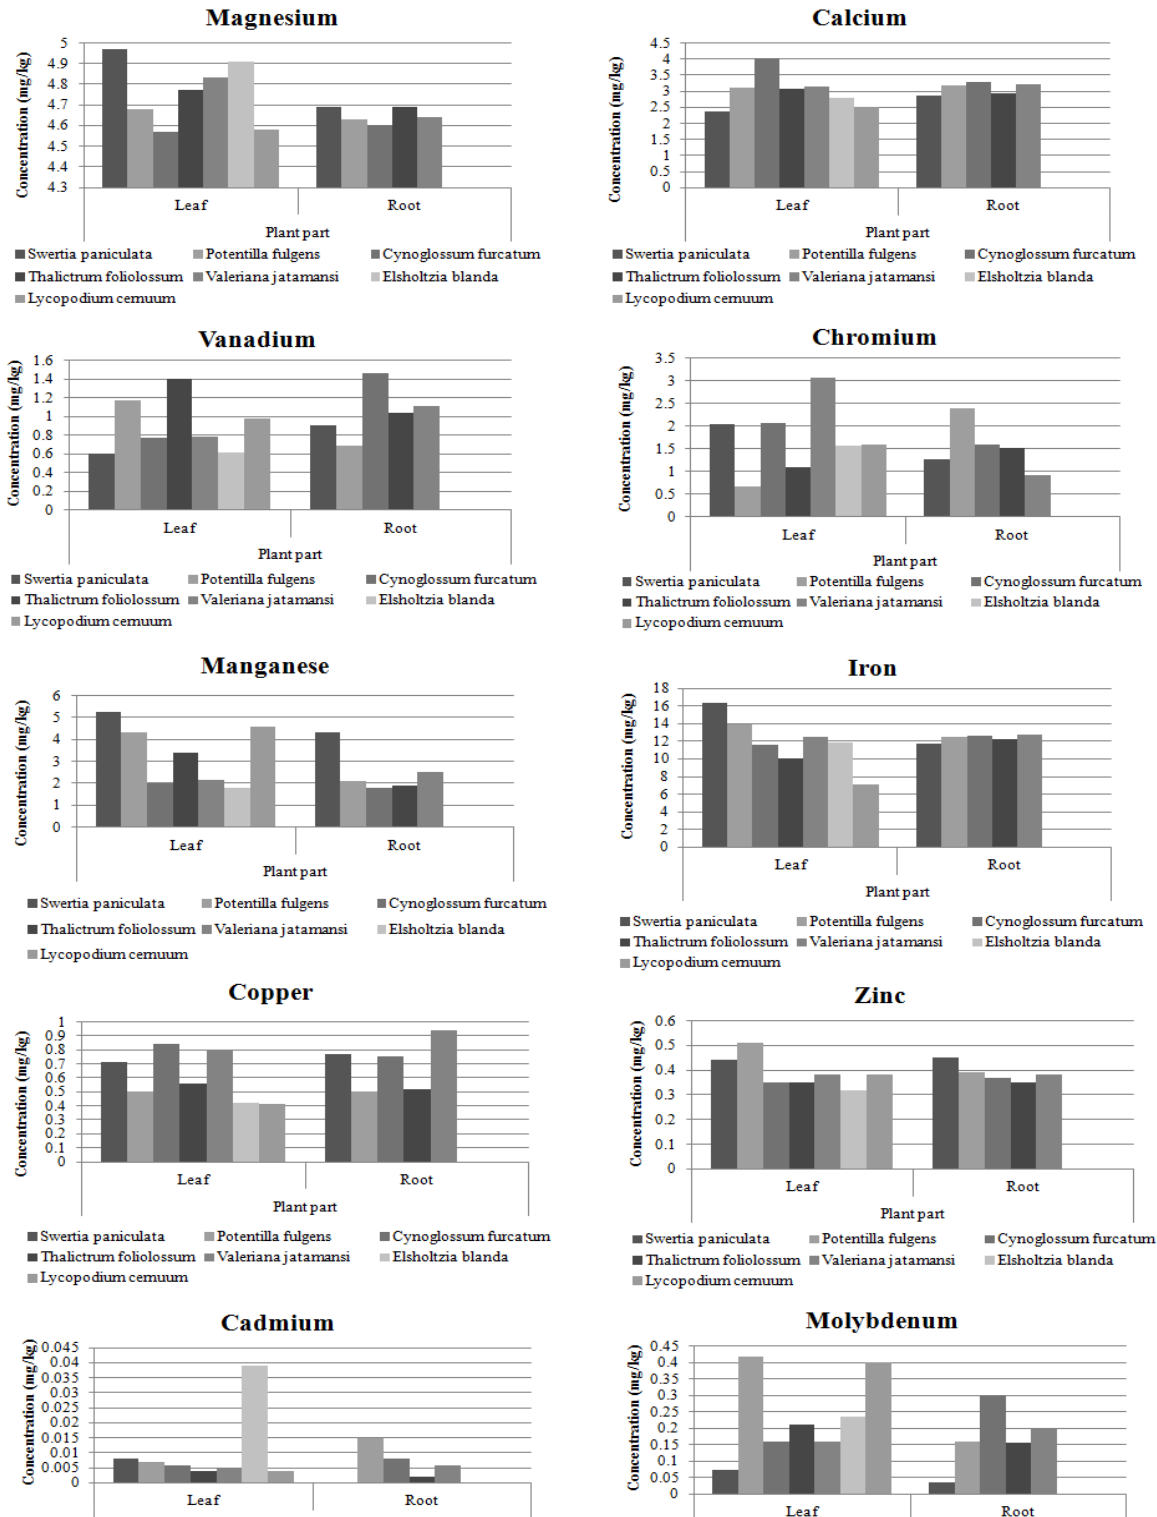 Magnesium
Concentration (mg/kg)
5
4.9
4.8
4.7
4.6
4.5
4.4
4.3
Leaf Root
Plant part
Swertia paniculata Potentilla fulgens Cynoglossum furcatum
Thalictrum foliolossum Valeriana jatamansi Elsholtzia blanda
Lycopodium cernuum
Calcium
Concentration (mg/kg)
4.5
4
3.5
3
2.5
2
1.5
1
0.5
0
Leaf Root
Plant part
Swertia paniculata Potentilla fulgens Cynoglossum furcatum
Thalictrum foliolossum Valeriana jatamansi Elsholtzia blanda
Lycopodium cernuum
Vanadium
Concentration (mg/kg)
1.6
1.4
1.2
1
0.8
0.6
0.4
0.2
0
Leaf Root
Plant part
Swertia paniculata Potentilla fulgens Cynoglossum furcatum
Thalictrum foliolossum Valeriana jatamansi Elsholtzia blanda
Lycopodium cernuum
Chromium
Concentration (mg/kg)
3.5
3
2.5
2
1.5
1
0.5
0
Leaf Root
Plant part
Swertia paniculata Potentilla fulgens Cynoglossum furcatum
Thalictrum foliolossum Valeriana jatamansi Elsholtzia blanda
Lycopodium cernuum
Manganese
Concentration (mg/kg)
6
5
4
3
2
1
0
Leaf Root
Plant part
Swertia paniculata Potentilla fulgens Cynoglossum furcatum
Thalictrum foliolossum Valeriana jatamansi Elsholtzia blanda
Lycopodium cernuum
Iron
Concentration (mg/kg)
18
16
14
12
10
8
6
4
2
0
Leaf Root
Plant part
Swertia paniculata Potentilla fulgens Cynoglossum furcatum
Thalictrum foliolossum Valeriana jatamansi Elsholtzia blanda
Lycopodium cernuum
Copper
Concentration (mg/kg)
1
0.9
0.8
0.7
0.6
0.5
0.4
0.3
0.2
0.1
0
Leaf Root
Plant part
Swertia paniculata Potentilla fulgens Cynoglossum furcatum
Thalictrum foliolossum Valeriana jatamansi Elsholtzia blanda
Lycopodium cernuum
Zinc
Concentration (mg/kg)
0.6
0.5
0.4
0.3
0.2
0.1
0
Leaf Root
Plant part
Swertia paniculata Potentilla fulgens Cynoglossum furcatum
Thalictrum foliolossum Valeriana jatamansi Elsholtzia blanda
Lycopodium cernuum
Cadmium
Concentration (mg/kg)
0.045
0.04
0.035
0.03
0.025
0.02
0.015
0.01
0.005
0
Leaf Root
Molybdenum
Concentration (mg/kg)
0.45
0.4
0.35
0.3
0.25
0.2
0.15
0.1
0.05
0
Leaf Root